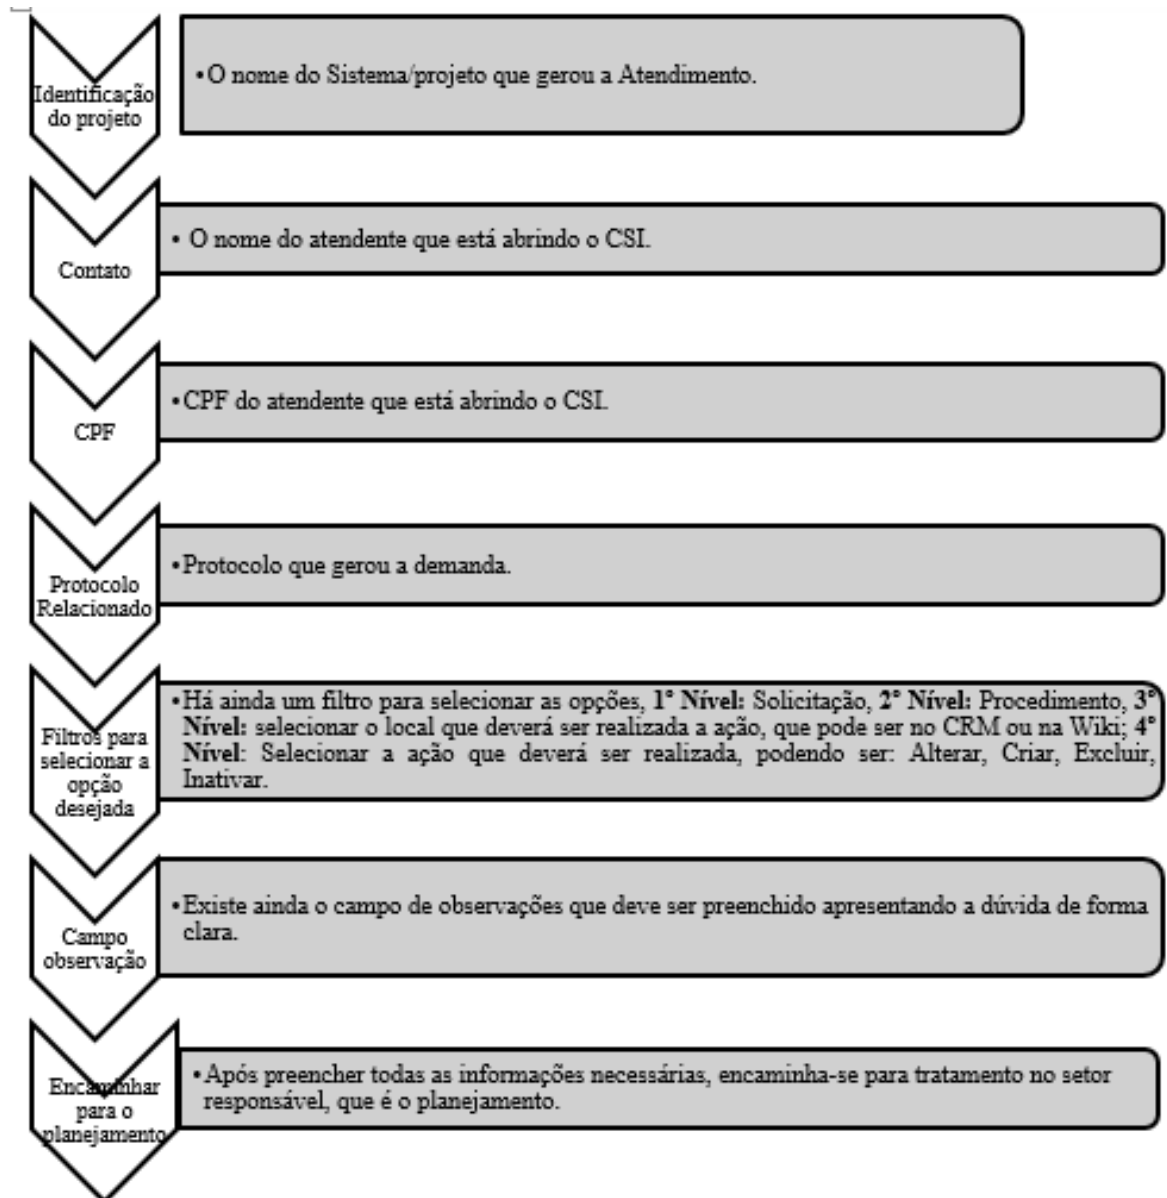 Identificação
do projeto
•O nome do Sistema/projeto que gerou a Atendimento.
Contato
• O nome do atendente que está abrindo o CSI.
CPF
•CPF do atendente que está abrindo o CSI.
Protocolo
Relacionado
•Protocolo que gerou a demanda.
Filtros para
selecionar a
opção
desejada
•Há ainda um filtro para selecionar as opções, 1° Nível: Solicitação, 2° Nível: Procedimento, 3°
Nível: selecionar o local que deverá ser realizada a ação, que pode ser no CRM ou na Wiki; 4°
Nível: Selecionar a ação que deverá ser realizada, podendo ser: Alterar, Criar, Excluir,
Inativar.
Campo
observação
•Existe ainda o campo de observações que deve ser preenchido apresentando a dúvida de forma
clara.
Encaminhar
para o
planejamento
•Após preencher todas as informações necessárias, encaminha-se para tratamento no setor
responsável, que é o planejamento.